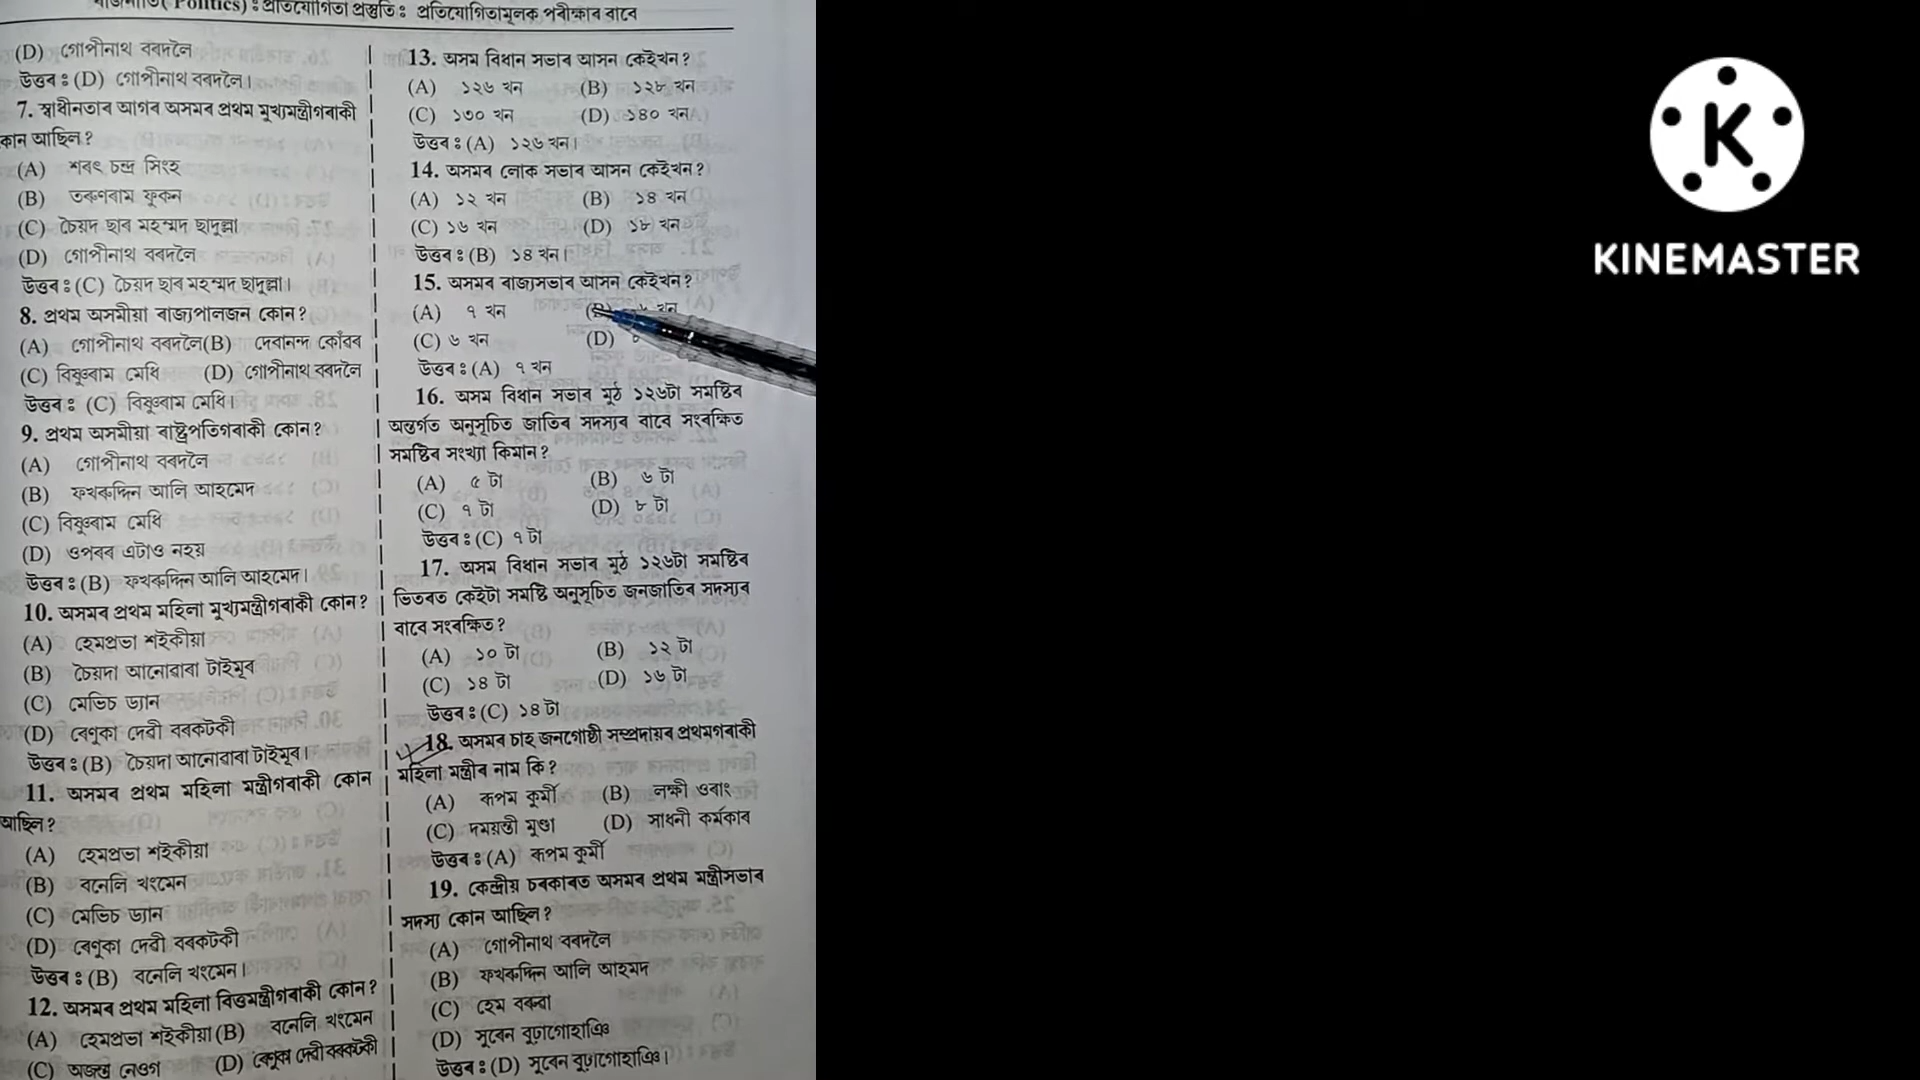 ৰাজনীতি( Politics) : প্ৰতিযোগিতা প্ৰস্তুতি : প্ৰতিযোগিতামূলক পৰীক্ষাৰ বাবে
(D) গোপীনাথ বৰদলৈ
উত্তৰ : (D) গোপীনাথ বৰদলৈ।
7. স্বাধীনতাৰ আগৰ অসমৰ প্ৰথম মুখ্যমন্ত্ৰীগৰাকী
কোন আছিল?
(A) শৰৎ চন্দ্ৰ সিংহ
(B) তৰুণৰাম ফুকন
(C) চৈয়দ ছাৰ মহম্মদ ছাদুল্লা
(D) গোপীনাথ বৰদলৈ
উত্তৰ : (C) চৈয়দ ছাৰ মহম্মদ ছাদুল্লা।
8. প্ৰথম অসমীয়া ৰাজ্যপালজন কোন?
(A) গোপীনাথ বৰদলৈ(B) দেৱানন্দ কোঁৱৰ
(C) বিষ্ণুৰাম মেধি (D) গোপীনাথ বৰদলৈ
উত্তৰ : (C) বিষ্ণুৰাম মেধি।
9. প্ৰথম অসমীয়া ৰাষ্ট্ৰপতিগৰাকী কোন?
(A) গোপীনাথ বৰদলৈ
(B) ফখৰুদ্দিন আলি আহমেদ
(C) বিষ্ণুৰাম মেধি
(D) ওপৰৰ এটাও নহয়
উত্তৰ : (B) ফখৰুদ্দিন আলি আহমেদ।
10. অসমৰ প্ৰথম মহিলা মুখ্যমন্ত্ৰীগৰাকী কোন?
(A) হেমপ্ৰভা শইকীয়া
(B) চৈয়দা আনোৱাৰা টাইমূৰ
(C) মেভিচ ড্যান
(D) ৰেণুকা দেৱী বৰকটকী
উত্তৰ : (B) চৈয়দা আনোৱাৰা টাইমূৰ।
11. অসমৰ প্ৰথম মহিলা মন্ত্ৰীগৰাকী কোন
আছিল?
(A) হেমপ্ৰভা শইকীয়া
(B) বনেলি খংমেন
(C) মেভিচ ড্যান
(D) ৰেণুকা দেৱী বৰকটকী
উত্তৰ : (B) বনেলি খংমেন।
12. অসমৰ প্ৰথম মহিলা বিত্তমন্ত্ৰীগৰাকী কোন?
(A) হেমপ্ৰভা শইকীয়া (B) বনেলি খংমেন
(C) অজন্তা নেওগ (D) ৰেণুকা দেৱী বৰকটকী
13. অসম বিধান সভাৰ আসন কেইখন?
(A) ১২৬ খন (B) ১২৮ খন
(C) ১৩০ খন (D) ১৪০ খন
উত্তৰ : (A) ১২৬ খন।
14. অসমৰ লোক সভাৰ আসন কেইখন?
(A) ১২ খন (B) ১৪ খন
(C) ১৬ খন (D) ১৮ খন
উত্তৰ : (B) ১৪ খন।
15. অসমৰ ৰাজ্যসভাৰ আসন কেইখন?
(A) ৭ খন (B) খন
(C) ৬ খন (D)
উত্তৰ : (A) ৭ খন
16. অসম বিধান সভাৰ মুঠ ১২৬টা সমষ্টিৰ
অন্তৰ্গত অনুসূচিত জাতিৰ সদস্যৰ বাবে সংৰক্ষিত
সমষ্টিৰ সংখ্যা কিমান?
(A) ৫ টা (B) ৬ টা
(C) ৭ টা (D) ৮ টা
উত্তৰ : (C) ৭ টা
17. অসম বিধান সভাৰ মুঠ ১২৬টা সমষ্টিৰ
ভিতৰত কেইটা সমষ্টি অনুসূচিত জনজাতিৰ সদস্যৰ
বাবে সংৰক্ষিত?
(A) ১০ টা (B) ১২ টা
(C) ১৪ টা (D) ১৬ টা
উত্তৰ : (C) ১৪ টা
18. অসমৰ চাহ জনগোষ্ঠী সম্প্ৰদায়ৰ প্ৰথমগৰাকী
মহিলা মন্ত্ৰীৰ নাম কি?
(A) ৰূপম কুৰ্মী (B) লক্ষী ওৰাং
(C) দময়ন্তী মুণ্ডা (D) সাধনী কৰ্মকাৰ
উত্তৰ : (A) ৰূপম কুৰ্মী
19. কেন্দ্ৰীয় চৰকাৰত অসমৰ প্ৰথম মন্ত্ৰীসভাৰ
সদস্য কোন আছিল?
(A) গোপীনাথ বৰদলৈ
(B) ফখৰুদ্দিন আলি আহমদ
(C) হেম বৰুৱা
(D) সুৰেন বুঢ়াগোহাঞি
উত্তৰ : (D) সুৰেন বুঢ়াগোহাঞি।
KINEMASTER